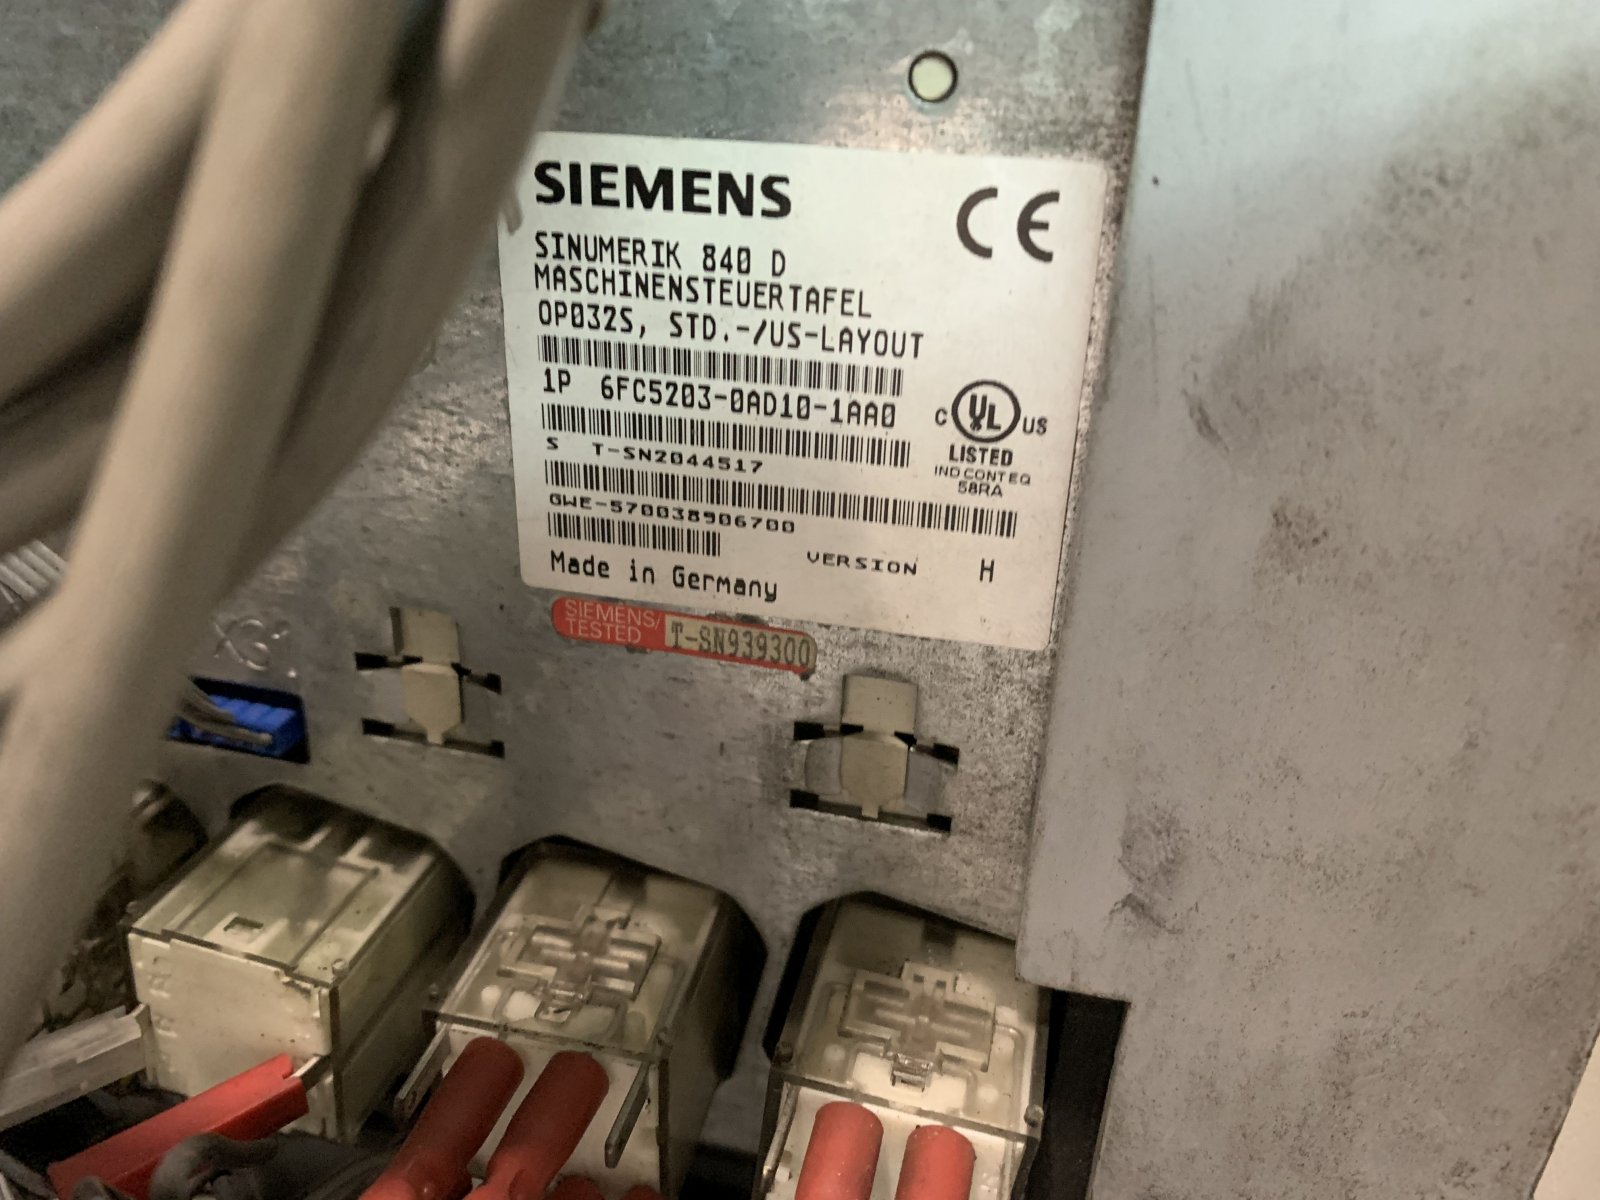 SIEMENS
CE
SINUMERIK 840 D
MASCHINENSTEUERTAFEL
OP032S, STD.-/US-LAYOUT
1P 6FC5203-0AD10-1AA0
S T-SN2044517
C UL US
LISTED
IND CONT EQ
58RA
GWE-570038906700
VERSION H
Made in Germany
SIEMENS/
TESTED T-SN939300